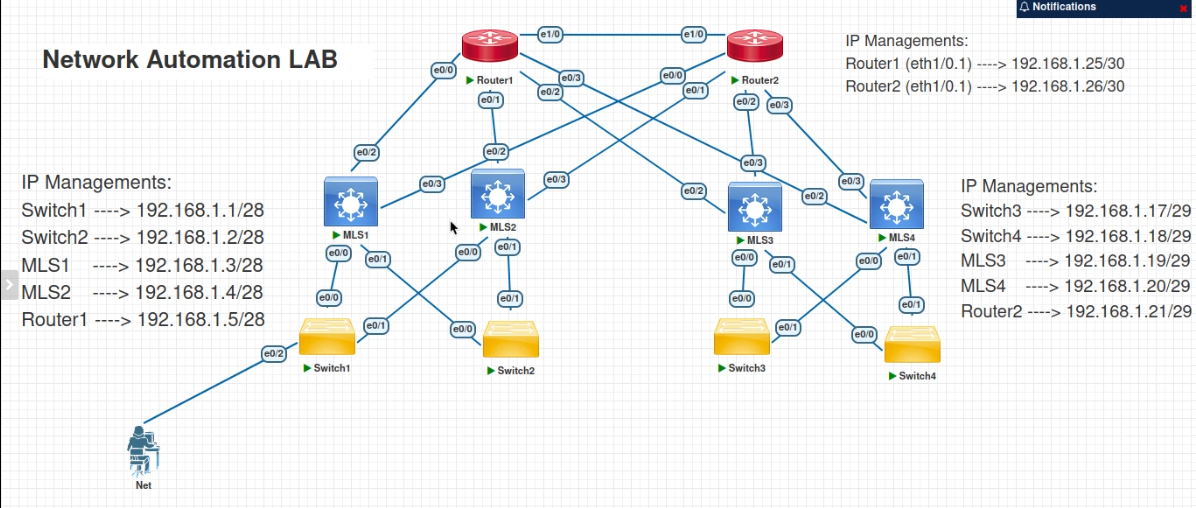 Notifications
Network Automation LAB
IP Managements:
Router1 (eth1/0.1) ----> 192.168.1.25/30
Router2 (eth1/0.1) ----> 192.168.1.26/30
e1/0
e1/0
Router1
Router2
e0/0
e0/1
e0/2
e0/3
e0/0
e0/1
e0/2
e0/3
e0/2
e0/3
e0/2
e0/3
e0/2
e0/3
e0/2
e0/3
IP Managements:
Switch1 ----> 192.168.1.1/28
Switch2 ----> 192.168.1.2/28
MLS1 ----> 192.168.1.3/28
MLS2 ----> 192.168.1.4/28
Router1 ----> 192.168.1.5/28
IP Managements:
Switch3 ----> 192.168.1.17/29
Switch4 ----> 192.168.1.18/29
MLS3 ----> 192.168.1.19/29
MLS4 ----> 192.168.1.20/29
Router2 ----> 192.168.1.21/29
MLS1
MLS2
MLS3
MLS4
e0/0
e0/1
e0/0
e0/1
e0/0
e0/1
e0/0
e0/1
e0/0
e0/1
e0/0
e0/1
e0/0
e0/1
e0/0
e0/1
e0/2
Switch1
Switch2
Switch3
Switch4
Net